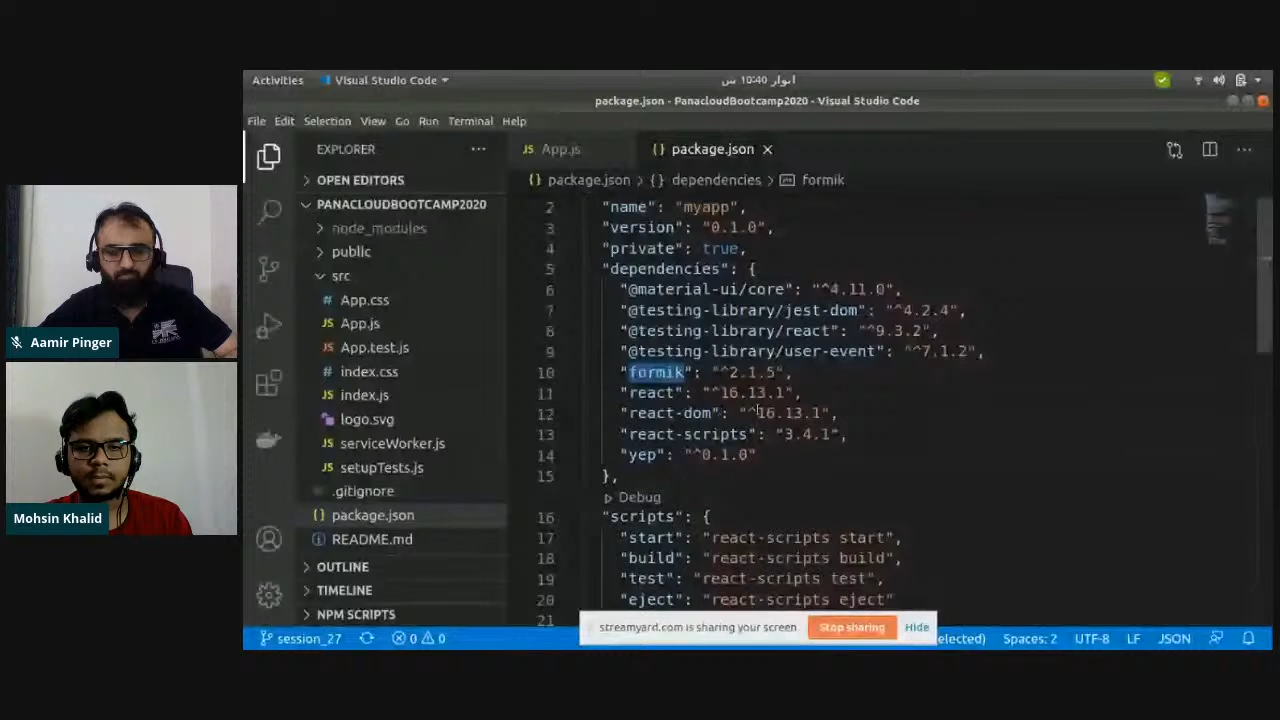 Activities Visual Studio Code اتوار 10:40 س
package.json - PanacloudBootcamp2020 - Visual Studio Code
File Edit Selection View Go Run Terminal Help
EXPLORER ··· JS App.js {} package.json ×
OPEN EDITORS
{} package.json > {} dependencies > formik
PANACLOUDBOOTCAMP2020
node_modules
public
src
# App.css
JS App.js
JS App.test.js
# index.css
JS index.js
logo.svg
JS serviceWorker.js
JS setupTests.js
.gitignore
{} package.json
README.md
OUTLINE
TIMELINE
NPM SCRIPTS
2 "name": "myapp",
3 "version": "0.1.0",
4 "private": true,
5 "dependencies": {
6 "@material-ui/core": "^4.11.0",
7 "@testing-library/jest-dom": "^4.2.4",
8 "@testing-library/react": "^9.3.2",
9 "@testing-library/user-event": "^7.1.2",
10 "formik": "^2.1.5",
11 "react": "^16.13.1",
12 "react-dom": "^16.13.1",
13 "react-scripts": "3.4.1",
14 "yep": "^0.1.0"
15 },
Debug
16 "scripts": {
17 "start": "react-scripts start",
18 "build": "react-scripts build",
19 "test": "react-scripts test",
20 "eject": "react-scripts eject"
21
streamyard.com is sharing your screen Stop sharing Hide
session_27 0 0 elected) Spaces: 2 UTF-8 LF JSON
Aamir Pinger
Mohsin Khalid